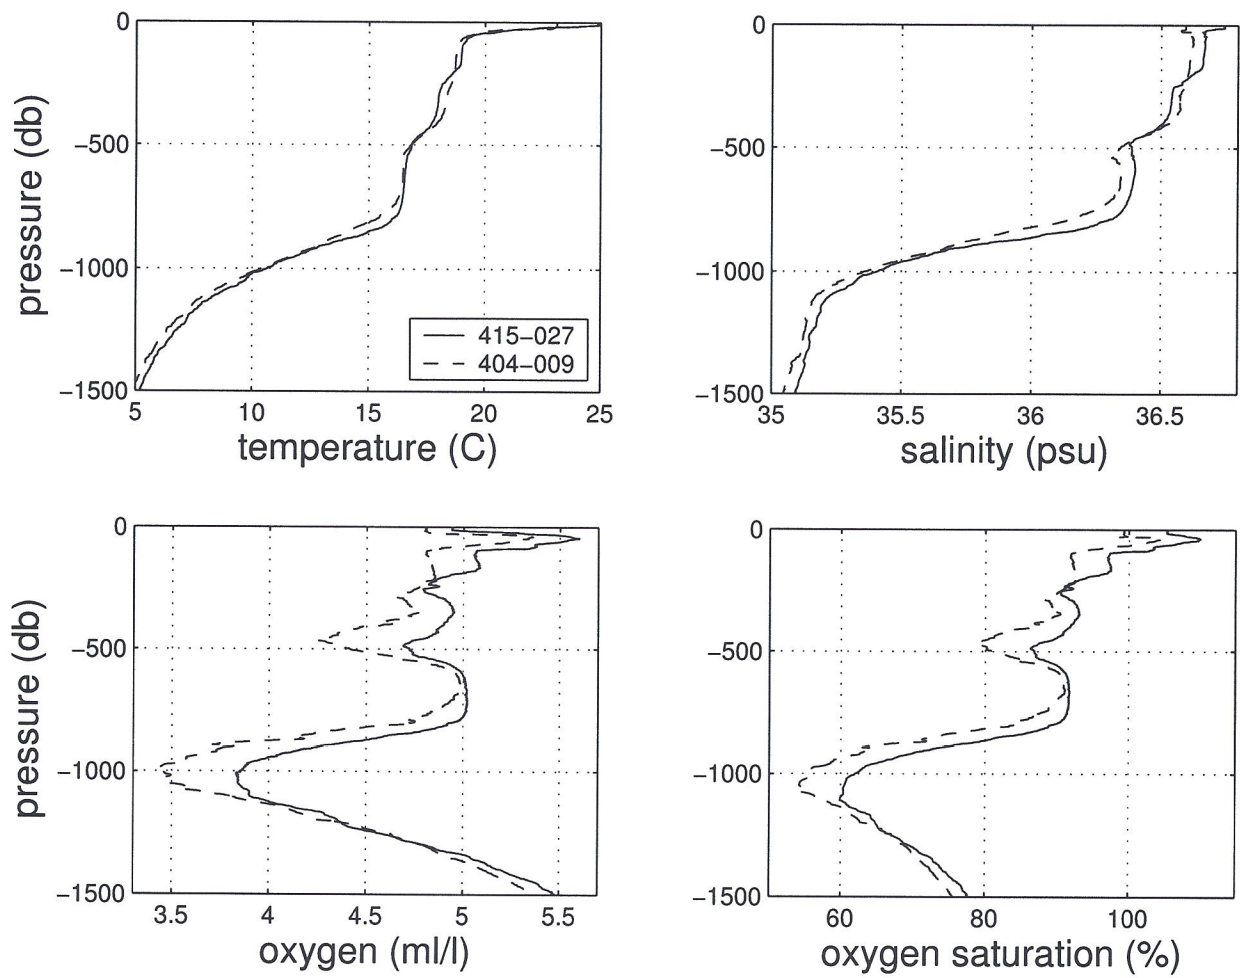 0
−500
−1000
−1500
pressure (db)
5 10 15 20 25
temperature (C)
415−027
404−009
0
−500
−1000
−1500
35 35.5 36 36.5
salinity (psu)
0
−500
−1000
−1500
pressure (db)
3.5 4 4.5 5 5.5
oxygen (ml/l)
0
−500
−1000
−1500
60 80 100
oxygen saturation (%)